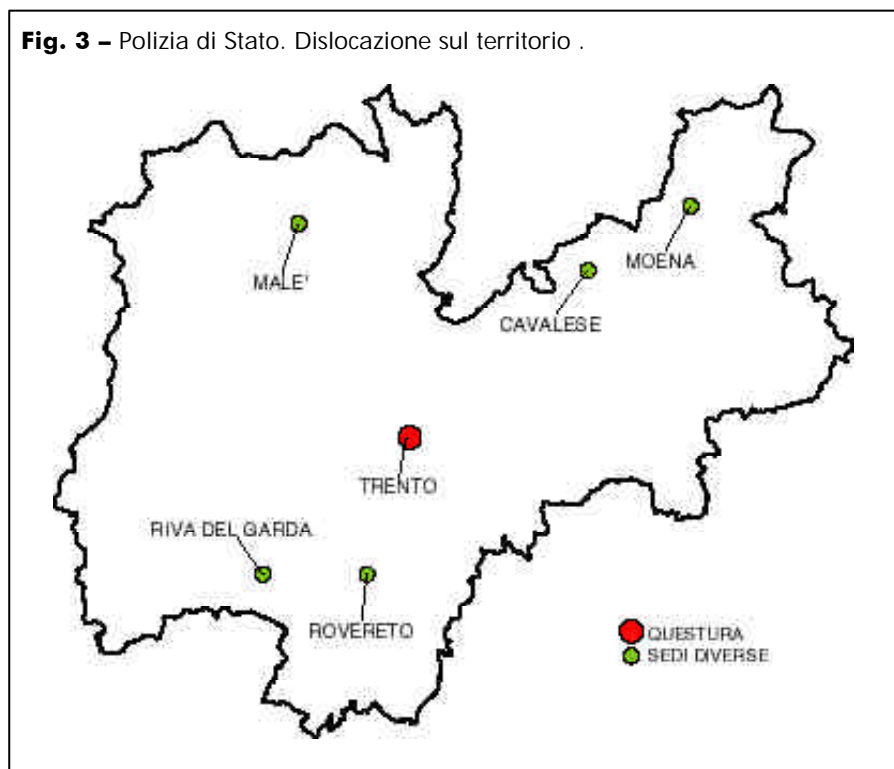 Fig. 3 – Polizia di Stato. Dislocazione sul territorio .
MOENA
MALE'
CAVALESE
TRENTO
RIVA DEL GARDA
ROVERETO
QUESTURA
SEDI DIVERSE